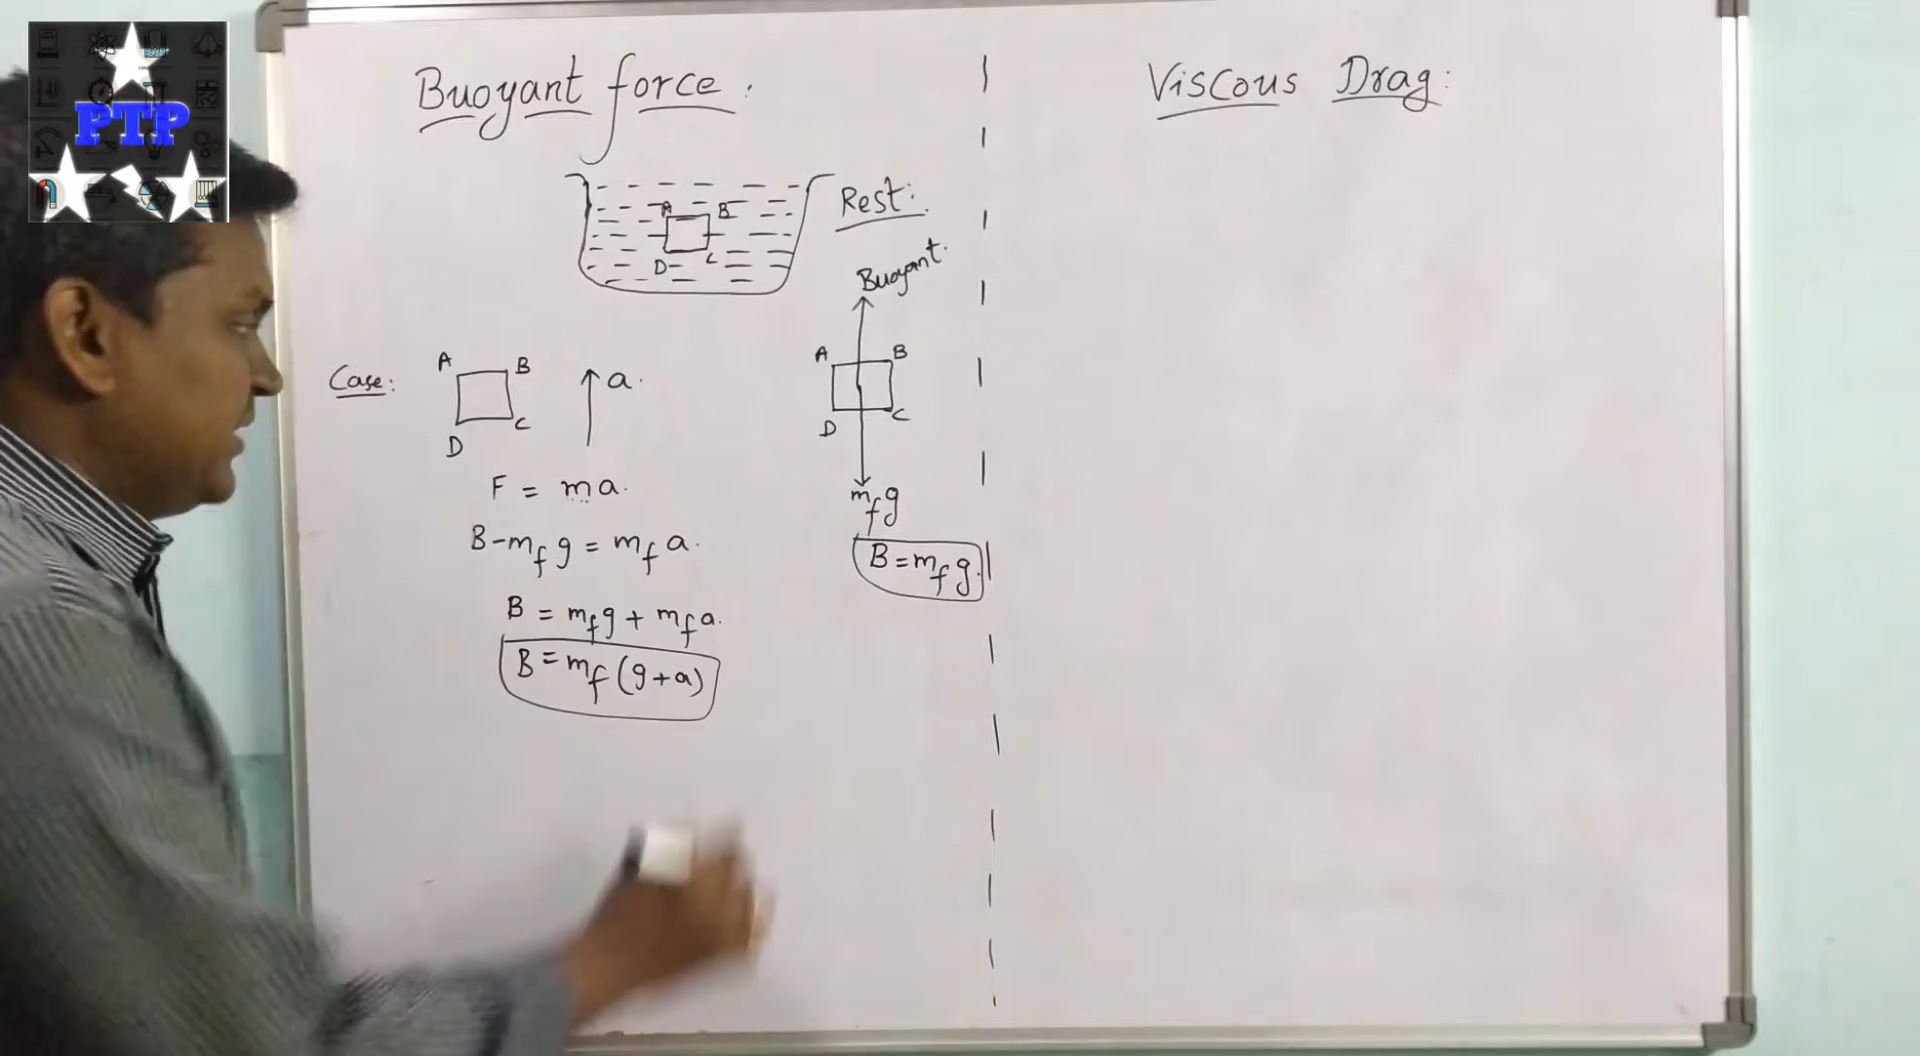 PTP
Buoyant force:
A B
D C
Rest:
Buoyant.
A B
D C
m_f g
B = m_f g.
Case: A B
D C
a.
F = ma.
B - m_f g = m_f a.
B = m_f g + m_f a.
B = m_f (g + a)
Viscous Drag: